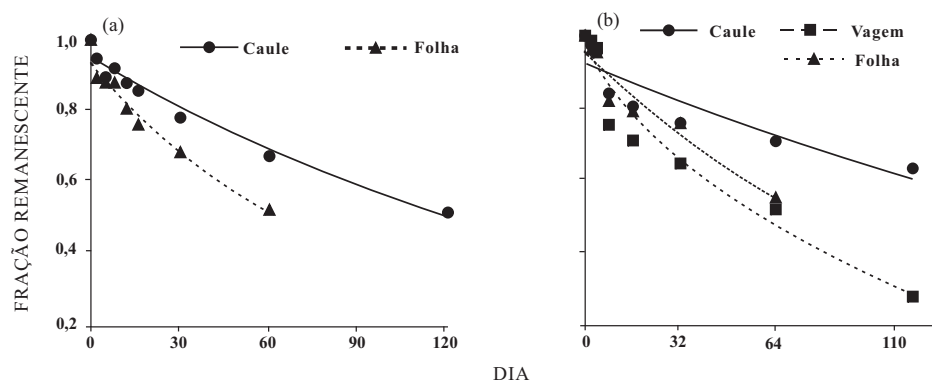 (a)
Caule Folha
FRAÇÃO REMANESCENTE
1,0
0,8
0,6
0,4
0,2
0 30 60 90 120
(b)
Caule Vagem
Folha
0 32 64 110
DIA